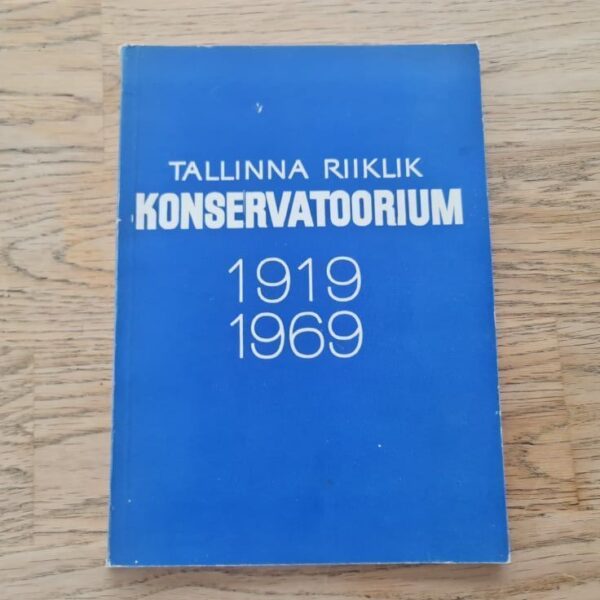 TALLINNA RIIKLIK
KONSERVATOORIUM
1919
1969